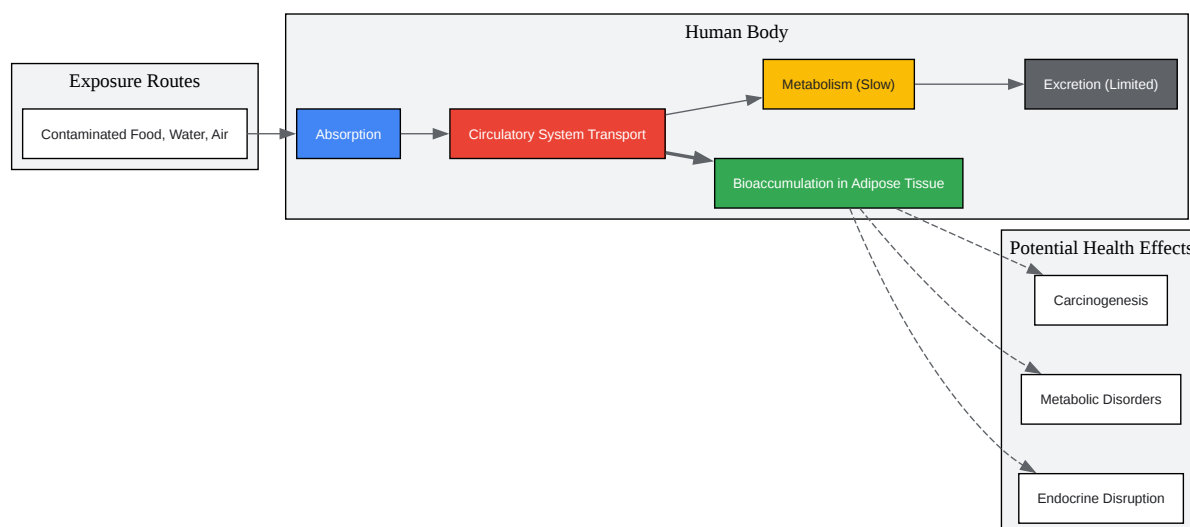 Human Body
Exposure Routes
Contaminated Food, Water, Air
Absorption
Circulatory System Transport
Metabolism (Slow)
Excretion (Limited)
Bioaccumulation in Adipose Tissue
Potential Health Effects
Carcinogenesis
Metabolic Disorders
Endocrine Disruption